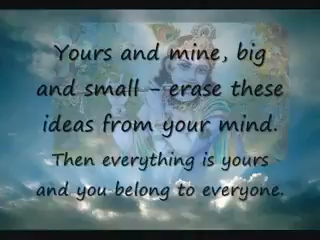 Yours and mine, big
and small - erase these
ideas from your mind.
Then everything is yours
and you belong to everyone.